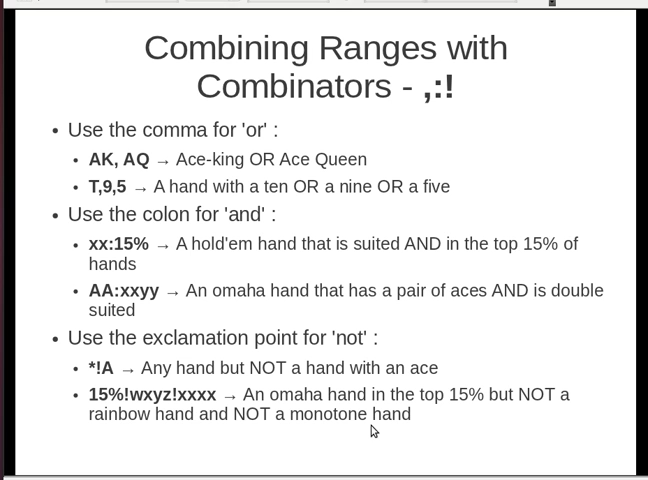 Combining Ranges with
Combinators - ,:!
• Use the comma for 'or' :
• AK, AQ → Ace-king OR Ace Queen
• T,9,5 → A hand with a ten OR a nine OR a five
• Use the colon for 'and' :
• xx:15% → A hold'em hand that is suited AND in the top 15% of
hands
• AA:xxyy → An omaha hand that has a pair of aces AND is double
suited
• Use the exclamation point for 'not' :
• *!A → Any hand but NOT a hand with an ace
• 15%!wxyz!xxxx → An omaha hand in the top 15% but NOT a
rainbow hand and NOT a monotone hand